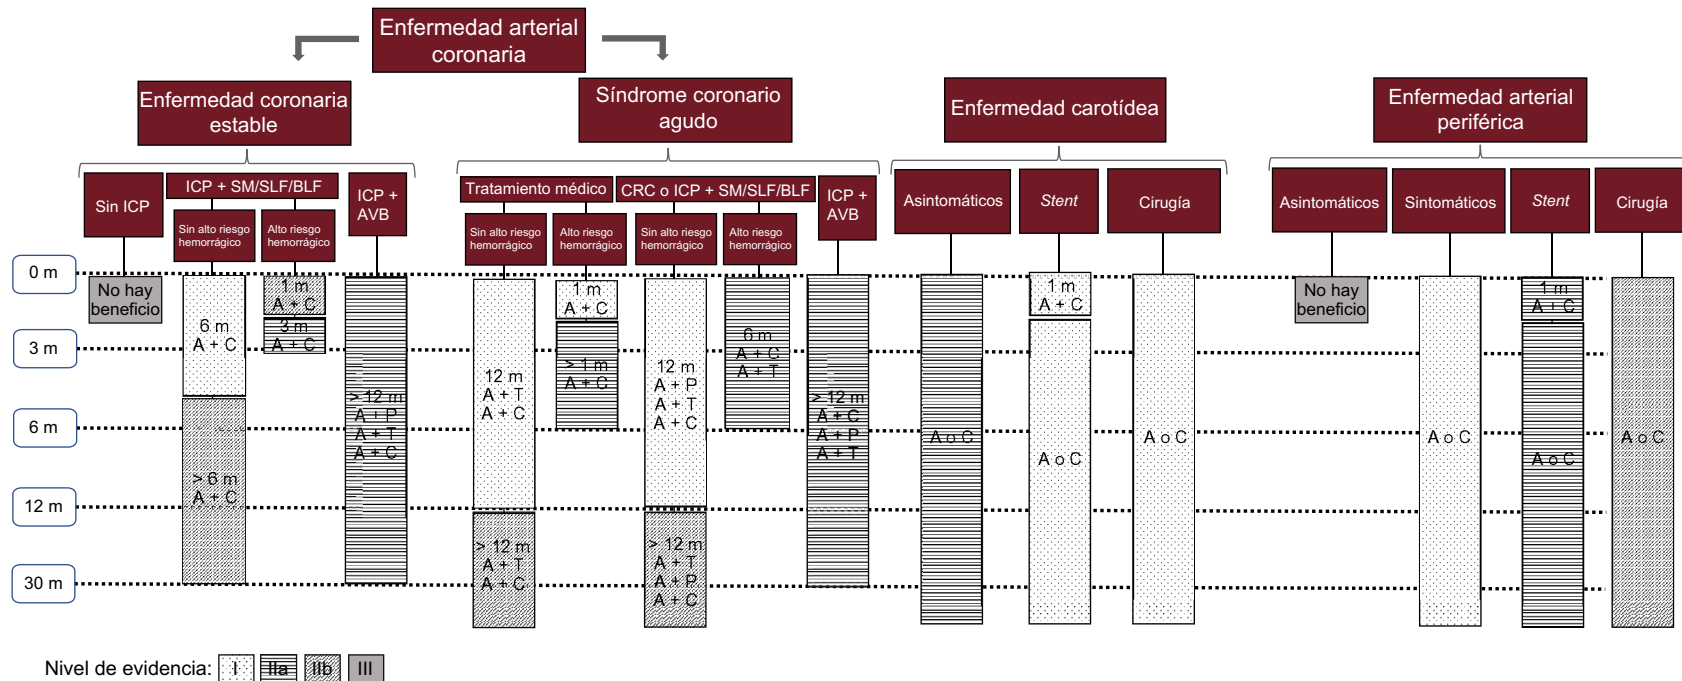 Enfermedad arterial
coronaria
Enfermedad coronaria
estable
Síndrome coronario
agudo
Enfermedad carotídea
Enfermedad arterial
periférica
Sin ICP
ICP + SM/SLF/BLF
Sin alto riesgo
hemorrágico
Alto riesgo
hemorrágico
ICP +
AVB
Tratamiento médico
Sin alto riesgo
hemorrágico
Alto riesgo
hemorrágico
CRC o ICP + SM/SLF/BLF
Sin alto riesgo
hemorrágico
Alto riesgo
hemorrágico
ICP +
AVB
Asintomáticos
Stent
Cirugía
Asintomáticos
Sintomáticos
Stent
Cirugía
0 m
3 m
6 m
12 m
30 m
No hay
beneficio
6 m
A + C
> 6 m
A + C
1 m
A + C
3 m
A + C
> 12 m
A + P
A + T
A + C
12 m
A + T
A + C
> 12 m
A + T
A + C
1 m
A + C
> 1 m
A + C
12 m
A + P
A + T
A + C
> 12 m
A + T
A + P
A + C
6 m
A + C
A + T
> 12 m
A + C
A + P
A + T
A o C
1 m
A + C
A o C
A o C
No hay
beneficio
A o C
1 m
A + C
A o C
A o C
Nivel de evidencia: I IIa IIb III